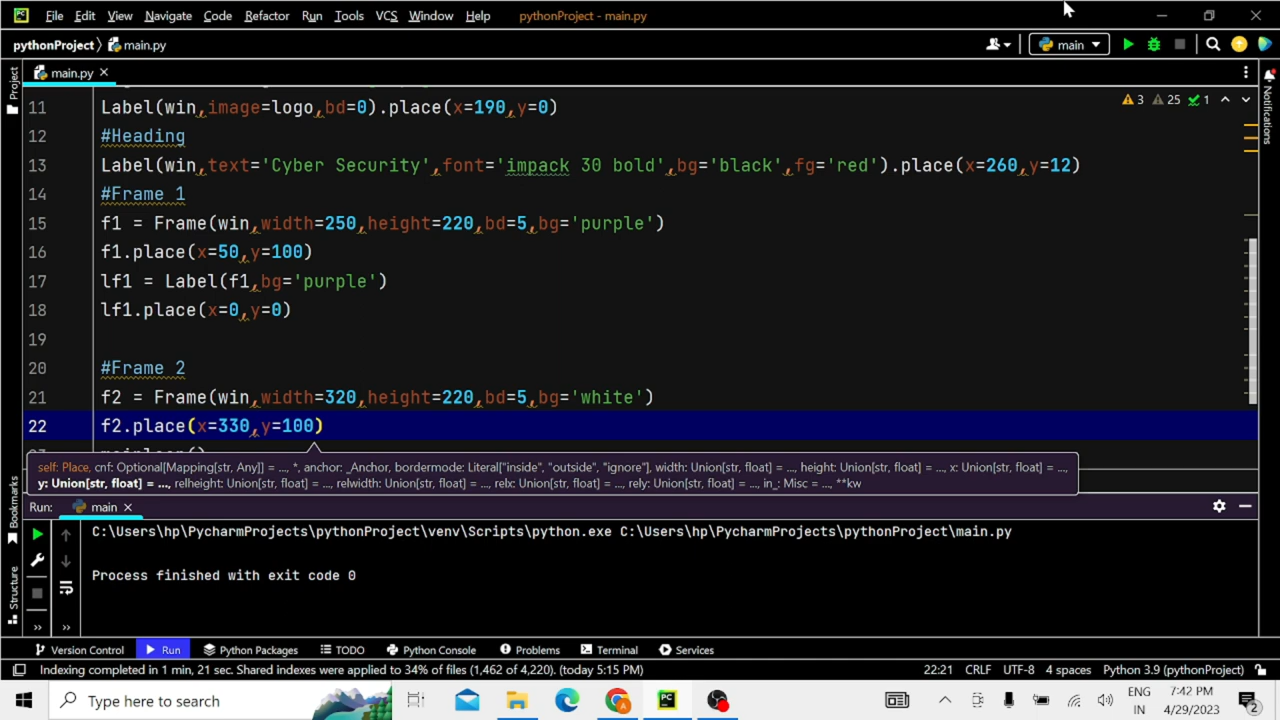 PC File Edit View Navigate Code Refactor Run Tools VCS Window Help pythonProject - main.py
pythonProject main.py main
main.py
Project
Notifications
3 25 1
11 Label(win,image=logo,bd=0).place(x=190,y=0)
12 #Heading
13 Label(win,text='Cyber Security',font='impack 30 bold',bg='black',fg='red').place(x=260,y=12)
14 #Frame 1
15 f1 = Frame(win,width=250,height=220,bd=5,bg='purple')
16 f1.place(x=50,y=100)
17 lf1 = Label(f1,bg='purple')
18 lf1.place(x=0,y=0)
19
20 #Frame 2
21 f2 = Frame(win,width=320,height=220,bd=5,bg='white')
22 f2.place(x=330,y=100)
self: Place, cnf: Optional[Mapping[str, Any]] = ..., *, anchor: _Anchor, bordermode: Literal["inside", "outside", "ignore"], width: Union[str, float] = ..., height: Union[str, float] = ..., x: Union[str, float] = ...,
y: Union[str, float] = ..., relheight: Union[str, float] = ..., relwidth: Union[str, float] = ..., relx: Union[str, float] = ..., rely: Union[str, float] = ..., in_: Misc = ..., **kw
Bookmarks
Structure
Run: main
C:\Users\hp\PycharmProjects\pythonProject\venv\Scripts\python.exe C:\Users\hp\PycharmProjects\pythonProject\main.py
Process finished with exit code 0
Version Control Run Python Packages TODO Python Console Problems Terminal Services
Indexing completed in 1 min, 21 sec. Shared indexes were applied to 34% of files (1,462 of 4,220). (today 5:15 PM) 22:21 CRLF UTF-8 4 spaces Python 3.9 (pythonProject)
Type here to search
PC
A
ENG
IN
7:42 PM
4/29/2023
2